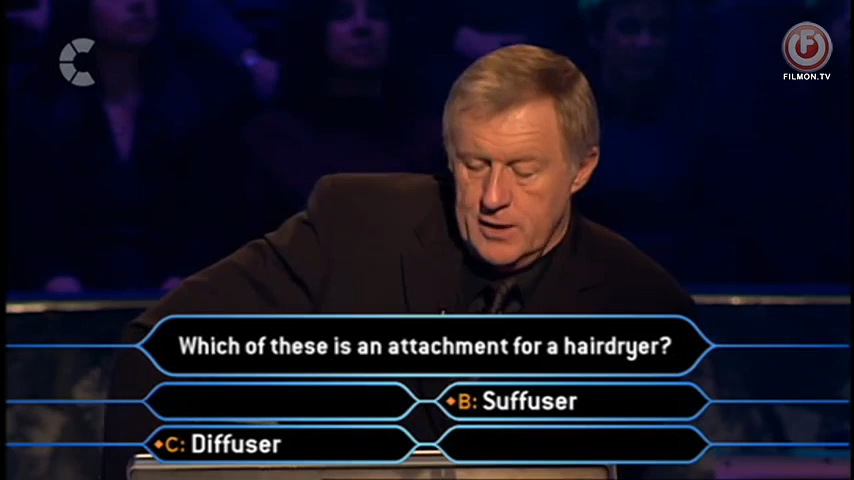 FILMON.TV
Which of these is an attachment for a hairdryer?
B: Suffuser
C: Diffuser